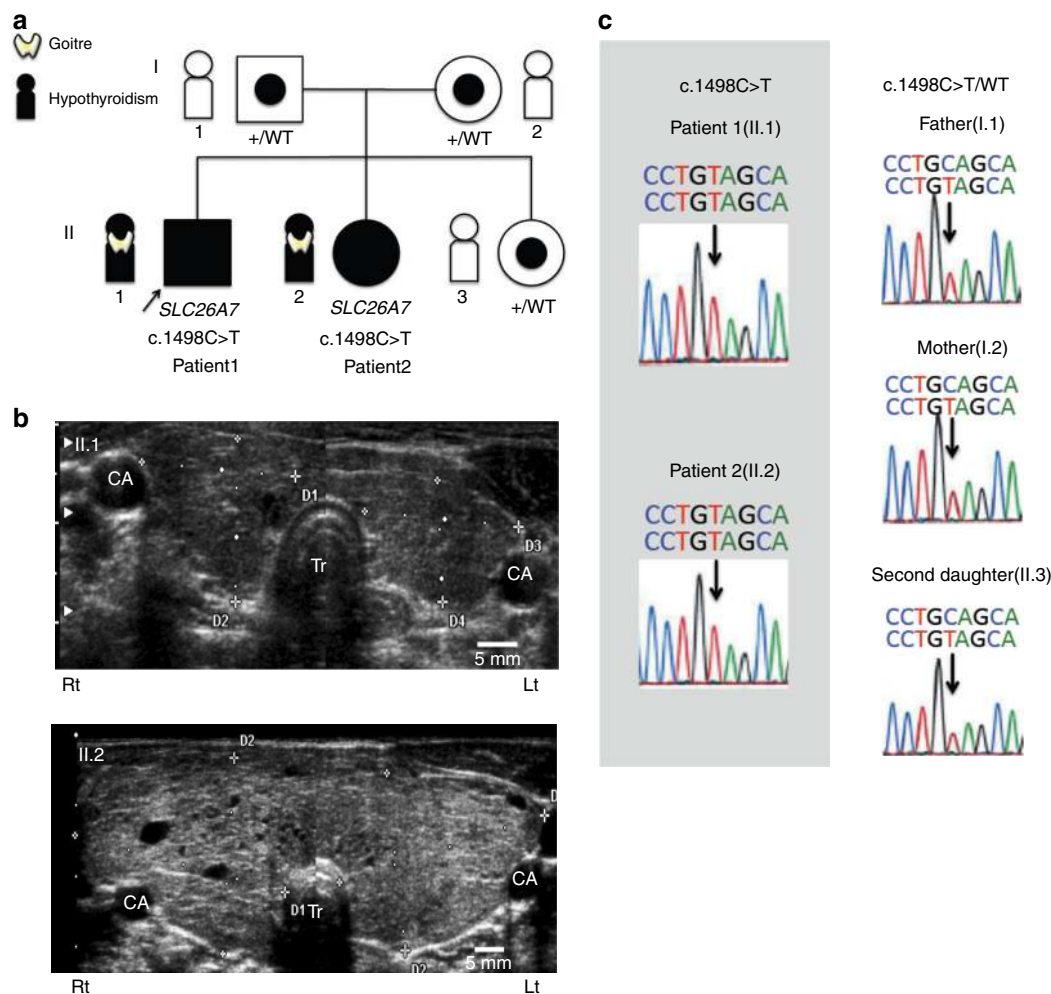 a
Goitre
Hypothyroidism
I
1
+/WT
+/WT
2
II
1
SLC26A7
c.1498C>T
Patient1
2
SLC26A7
c.1498C>T
Patient2
3
+/WT
b
II.1
CA
D1
D3
Tr
CA
D2
D4
5 mm
Rt
Lt
II.2
D2
D
CA
CA
D1
Tr
D2
5 mm
Rt
Lt
c
c.1498C>T
Patient 1(II.1)
CCTGTAGCA
CCTGTAGCA
Patient 2(II.2)
CCTGTAGCA
CCTGTAGCA
c.1498C>T/WT
Father(I.1)
CCTGCAGCA
CCTGTAGCA
Mother(I.2)
CCTGCAGCA
CCTGTAGCA
Second daughter(II.3)
CCTGCAGCA
CCTGTAGCA